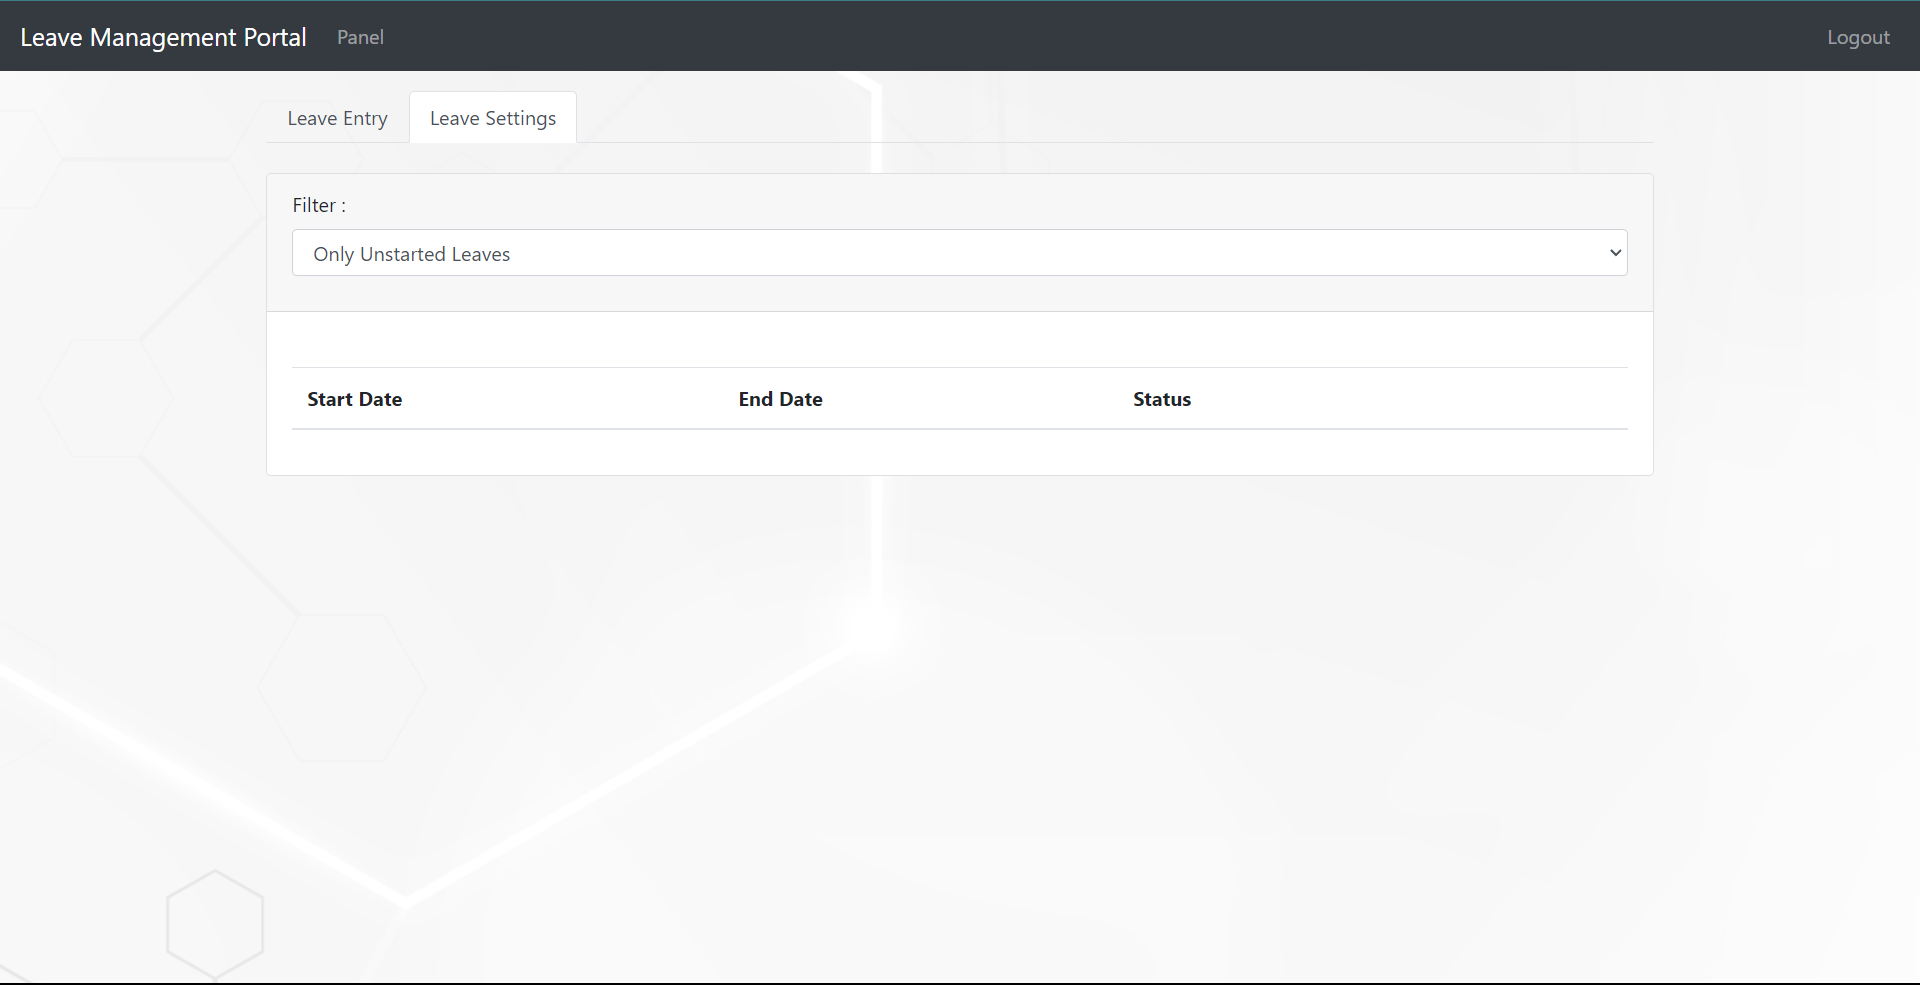 Leave Management Portal Panel Logout
Leave Entry Leave Settings
Filter :
Only Unstarted Leaves
Start Date End Date Status